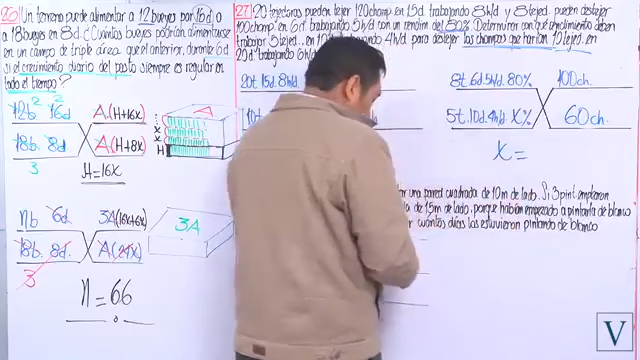 26 Un terreno puede alimentar a 12 bueyes por 16d.
a 18 bueyes en 8d. ¿Cuántos bueyes podrían alimentarse
en un campo de triple área que el anterior, durante 6d
si el crecimiento diario del pasto siempre es regular en
todo el tiempo?
12b 16d A(H+16x)
18b 8d A(H+8x)
2 2
3
H=16x
A
x
x
x
H
nb 6d 3A(16x+6x)
18b 8d A(24x)
3
3A
n=66
27 20 tejedoras pueden tejer 120 chomp en 15d. trabajando 8h/d y 8 tejed. pueden destejer
100 chomp en 6d. trabajando 5h/d con un rendim. del 80%. Determinar con qué rendimiento deben
trabajar 5 tejed. en 10d. trabajando 4h/d para destejer las chompas que harían 10 tejed. en
20d. trabajando 6h/d
20t. 15d. 8h/d
10t.
8t. 6d. 5h/d. 80% 100ch.
5t. 10d. 4h/d. x% 60ch.
x=
una pared cuadrada de 10m de lado. Si 3 pint. emplearon
de 15m de lado, porque habían empezado a pintarla de blanco
cuántos días las estuvieron pintando de blanco
V